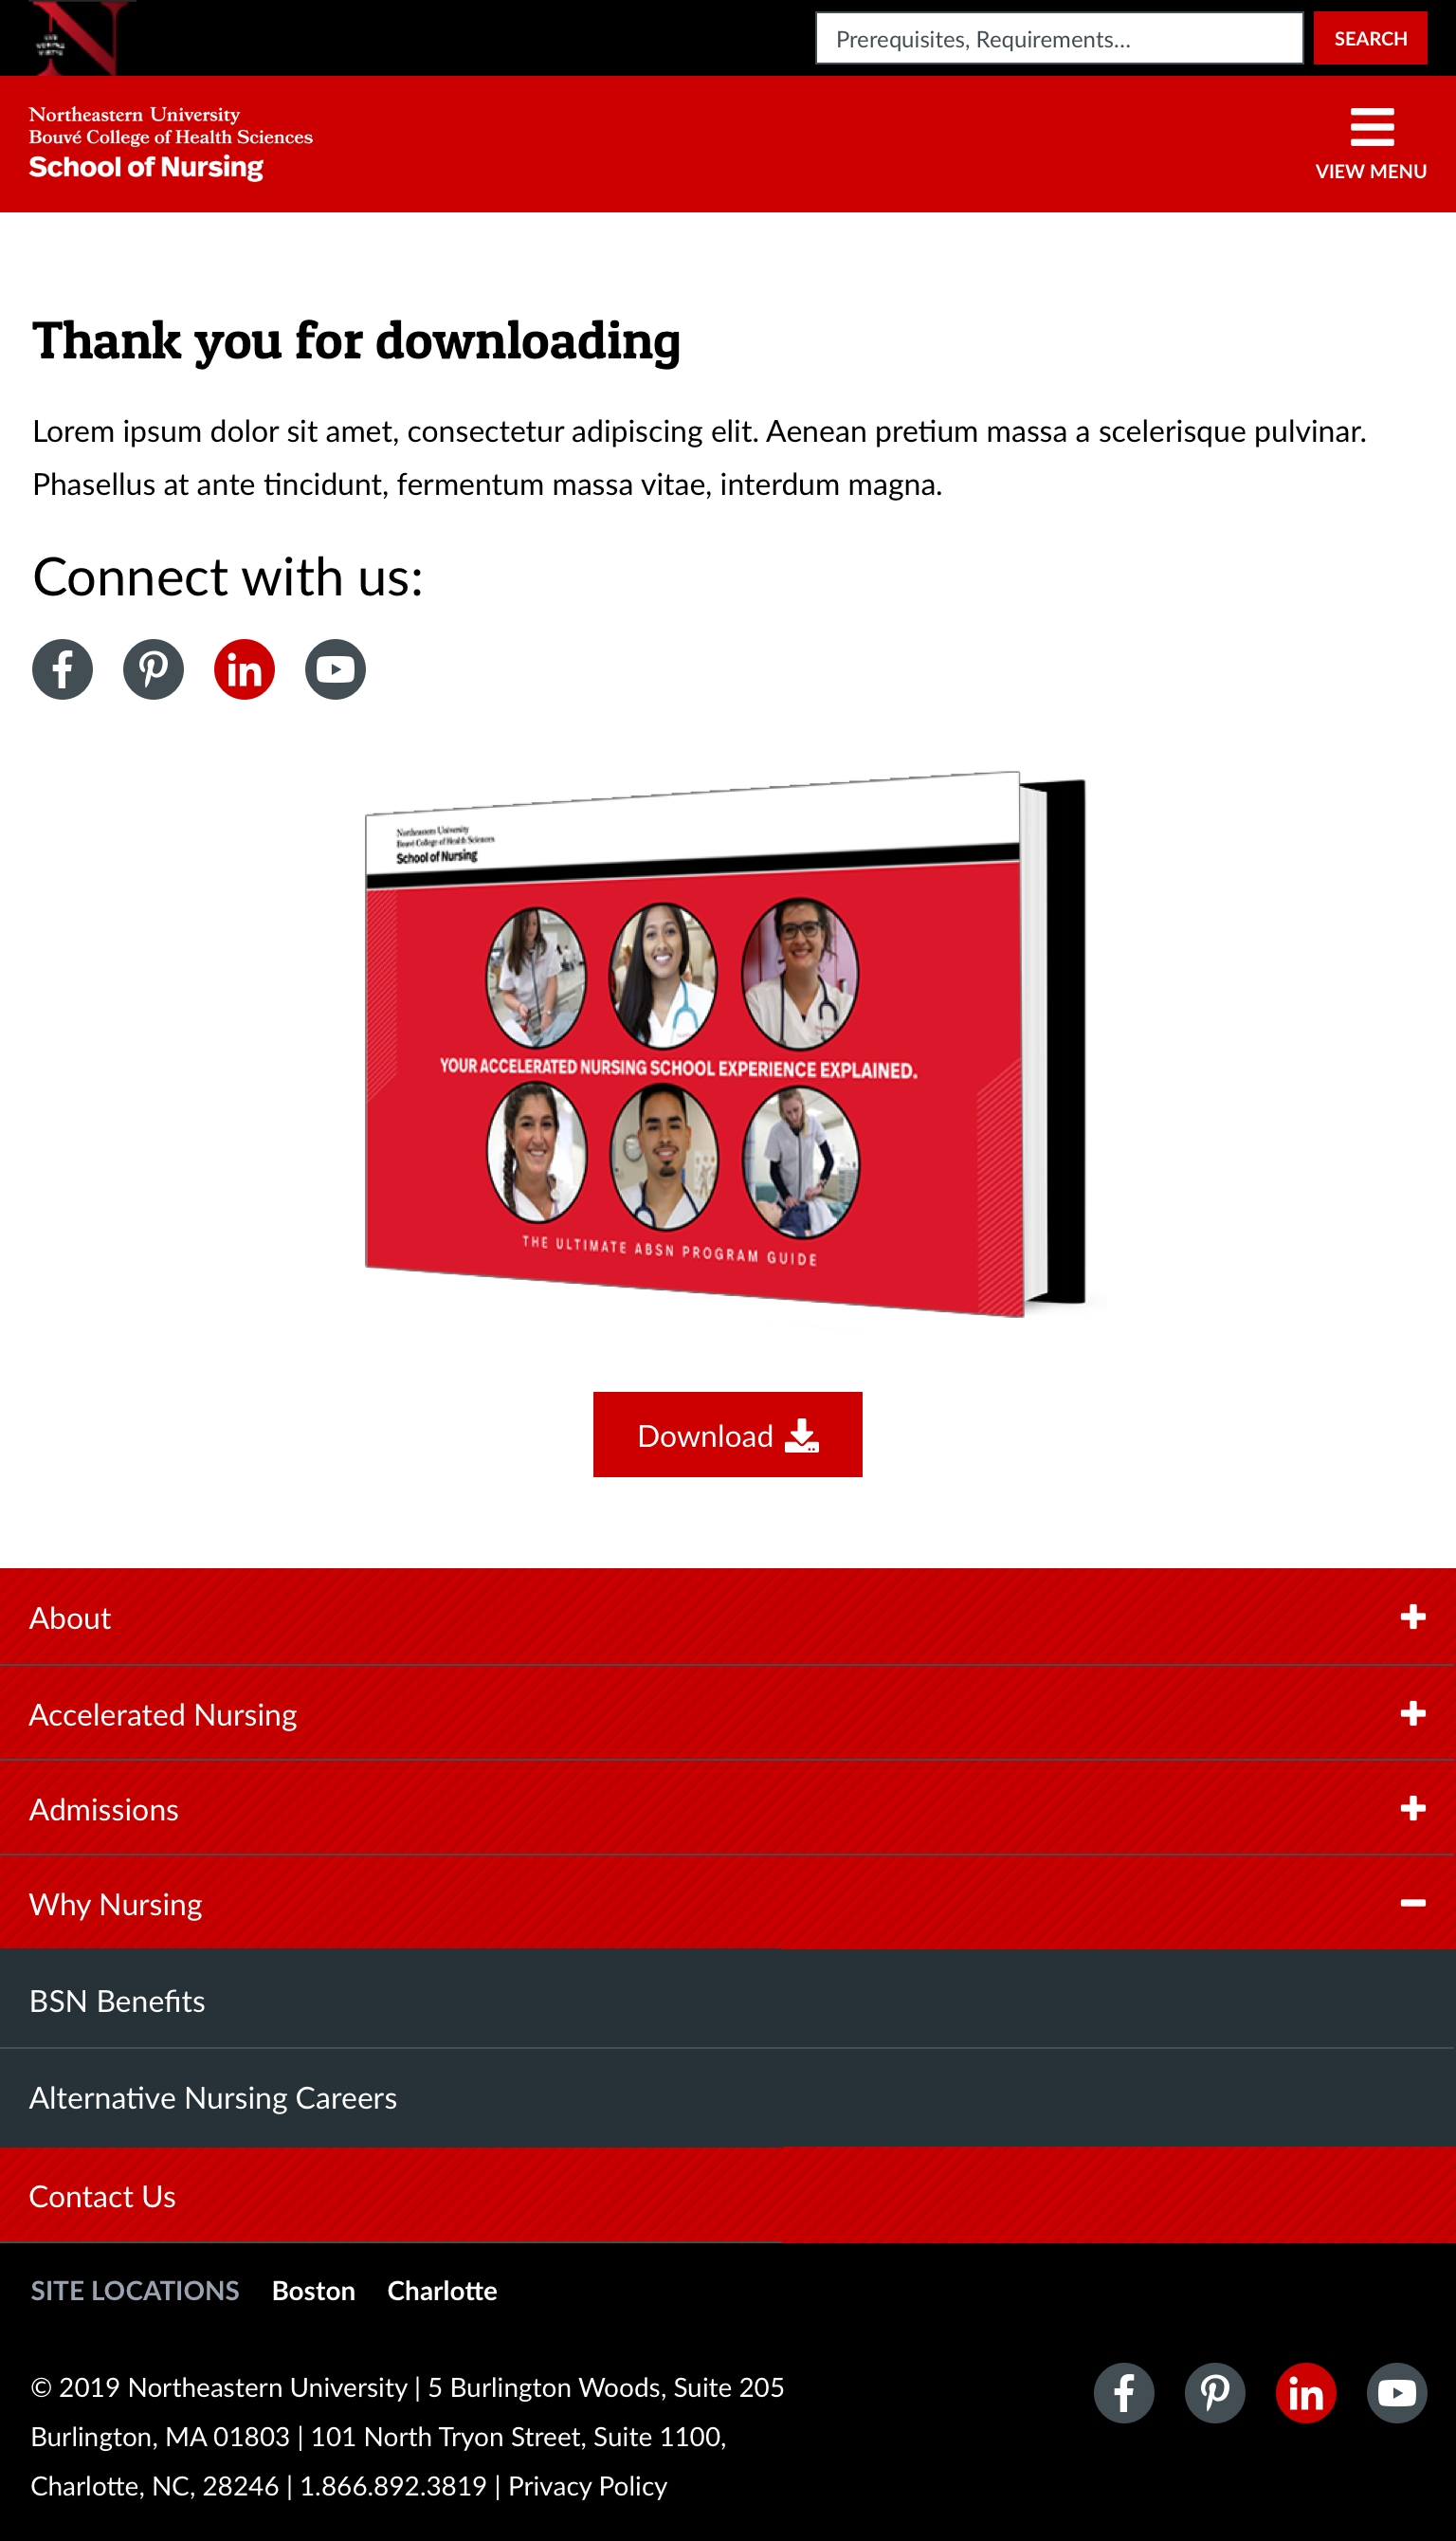 N
Prerequisites, Requirements...
SEARCH
Northeastern University
Bouvé College of Health Sciences
School of Nursing
VIEW MENU
Thank you for downloading
Lorem ipsum dolor sit amet, consectetur adipiscing elit. Aenean pretium massa a scelerisque pulvinar.
Phasellus at ante tincidunt, fermentum massa vitae, interdum magna.
Connect with us:
Northeastern University
Bouvé College of Health Sciences
School of Nursing
YOUR ACCELERATED NURSING SCHOOL EXPERIENCE EXPLAINED.
THE ULTIMATE ABSN PROGRAM GUIDE
Download
About
Accelerated Nursing
Admissions
Why Nursing
BSN Benefits
Alternative Nursing Careers
Contact Us
SITE LOCATIONS Boston Charlotte
© 2019 Northeastern University | 5 Burlington Woods, Suite 205
Burlington, MA 01803 | 101 North Tryon Street, Suite 1100,
Charlotte, NC, 28246 | 1.866.892.3819 | Privacy Policy